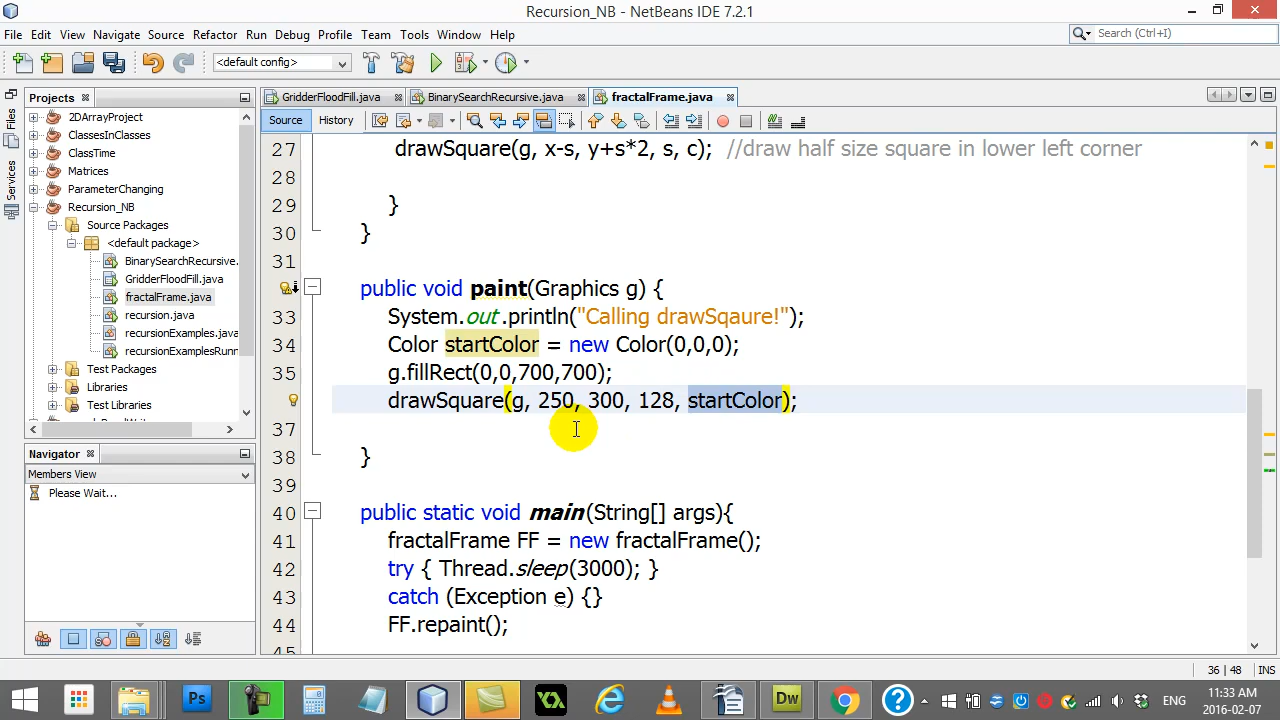 Recursion_NB - NetBeans IDE 7.2.1
File Edit View Navigate Source Refactor Run Debug Profile Team Tools Window Help
Search (Ctrl+I)
<default config>
Files
Services
Projects
2DArrayProject
ClassesInClasses
ClassTime
Matrices
ParameterChanging
Recursion_NB
Source Packages
<default package>
BinarySearchRecursive.
GridderFloodFill.java
fractalFrame.java
recursion.java
recursionExamples.java
recursionExamplesRunn
Test Packages
Libraries
Test Libraries
Navigator
Members View
Please Wait...
GridderFloodFill.java BinarySearchRecursive.java fractalFrame.java
Source History
27 drawSquare(g, x-s, y+s*2, s, c); //draw half size square in lower left corner
28
29 }
30 }
31
public void paint(Graphics g) {
33 System.out.println("Calling drawSqaure!");
34 Color startColor = new Color(0,0,0);
35 g.fillRect(0,0,700,700);
drawSquare(g, 250, 300, 128, startColor);
37
38 }
39
40 public static void main(String[] args){
41 fractalFrame FF = new fractalFrame();
42 try { Thread.sleep(3000); }
43 catch (Exception e) {}
44 FF.repaint();
45
36 | 48 INS
Ps
Dw
ENG
11:33 AM
2016-02-07